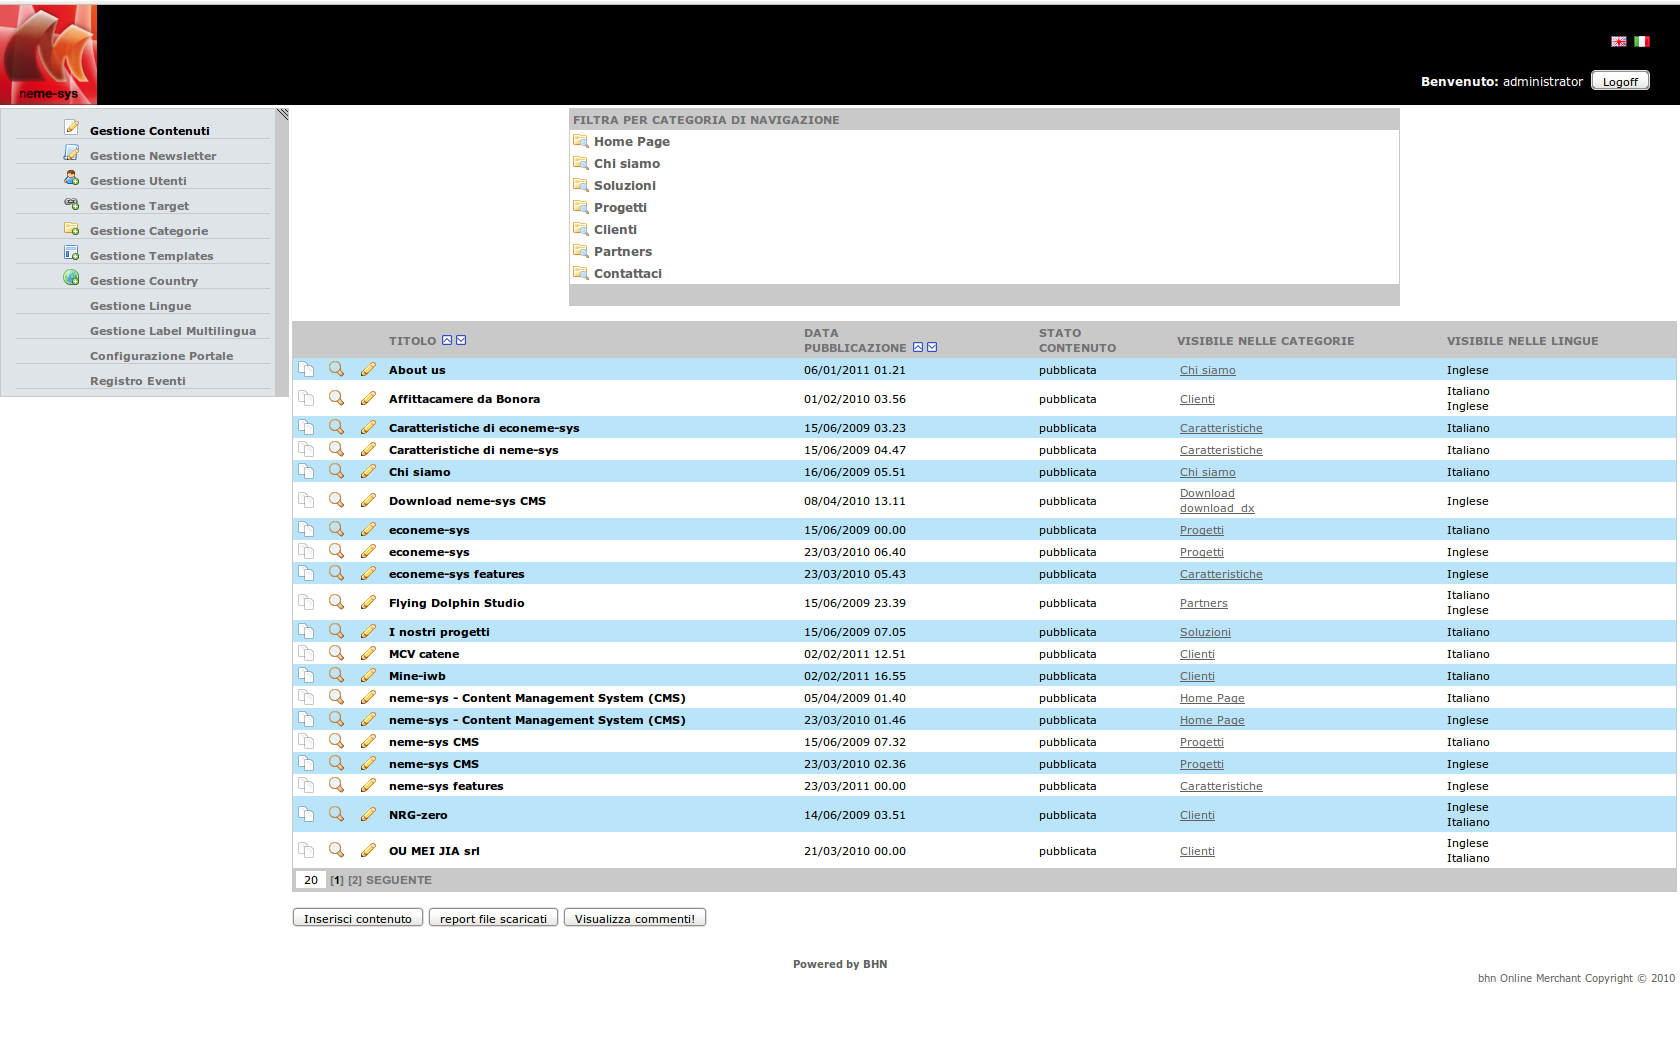 neme-sys
Benvenuto: administrator Logoff
Gestione Contenuti
Gestione Newsletter
Gestione Utenti
Gestione Target
Gestione Categorie
Gestione Templates
Gestione Country
Gestione Lingue
Gestione Label Multilingua
Configurazione Portale
Registro Eventi
FILTRA PER CATEGORIA DI NAVIGAZIONE
Home Page
Chi siamo
Soluzioni
Progetti
Clienti
Partners
Contattaci
TITOLO DATA PUBBLICAZIONE STATO CONTENUTO VISIBILE NELLE CATEGORIE VISIBILE NELLE LINGUE
About us 06/01/2011 01.21 pubblicata Chi siamo Inglese
Affittacamere da Bonora 01/02/2010 03.56 pubblicata Clienti Italiano Inglese
Caratteristiche di econeme-sys 15/06/2009 03.23 pubblicata Caratteristiche Italiano
Caratteristiche di neme-sys 15/06/2009 04.47 pubblicata Caratteristiche Italiano
Chi siamo 16/06/2009 05.51 pubblicata Chi siamo Italiano
Download neme-sys CMS 08/04/2010 13.11 pubblicata Download download_dx Inglese
econeme-sys 15/06/2009 00.00 pubblicata Progetti Italiano
econeme-sys 23/03/2010 06.40 pubblicata Progetti Inglese
econeme-sys features 23/03/2010 05.43 pubblicata Caratteristiche Inglese
Flying Dolphin Studio 15/06/2009 23.39 pubblicata Partners Italiano Inglese
I nostri progetti 15/06/2009 07.05 pubblicata Soluzioni Italiano
MCV catene 02/02/2011 12.51 pubblicata Clienti Italiano
Mine-iwb 02/02/2011 16.55 pubblicata Clienti Italiano
neme-sys - Content Management System (CMS) 05/04/2009 01.40 pubblicata Home Page Italiano
neme-sys - Content Management System (CMS) 23/03/2010 01.46 pubblicata Home Page Inglese
neme-sys CMS 15/06/2009 07.32 pubblicata Progetti Italiano
neme-sys CMS 23/03/2010 02.36 pubblicata Progetti Inglese
neme-sys features 23/03/2011 00.00 pubblicata Caratteristiche Inglese
NRG-zero 14/06/2009 03.51 pubblicata Clienti Inglese Italiano
OU MEI JIA srl 21/03/2010 00.00 pubblicata Clienti Inglese Italiano
20 [1] [2] SEGUENTE
Inserisci contenuto report file scaricati Visualizza commenti!
Powered by BHN
bhn Online Merchant Copyright © 2010